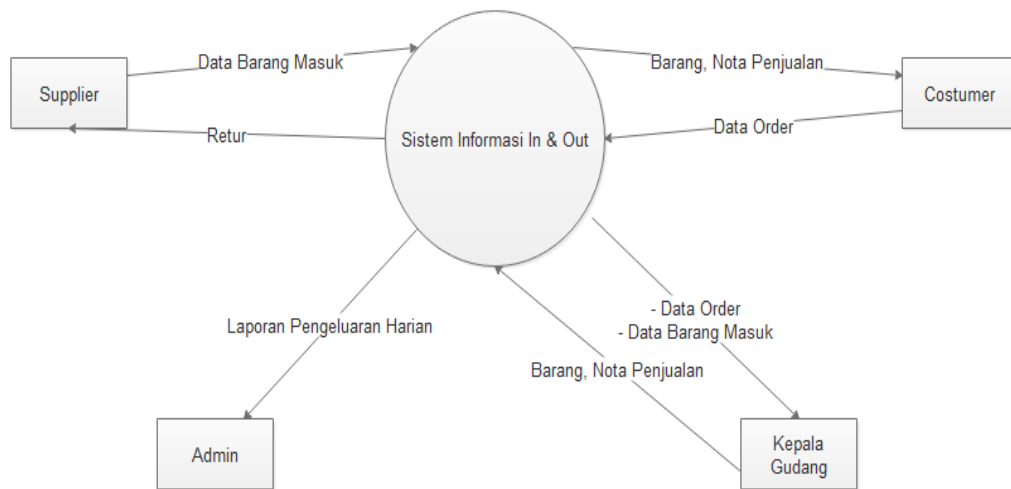 Data Barang Masuk
Barang, Nota Penjualan
Supplier
Costumer
Retur
Sistem Informasi In & Out
Data Order
Laporan Pengeluaran Harian
- Data Order
- Data Barang Masuk
Barang, Nota Penjualan
Admin
Kepala
Gudang